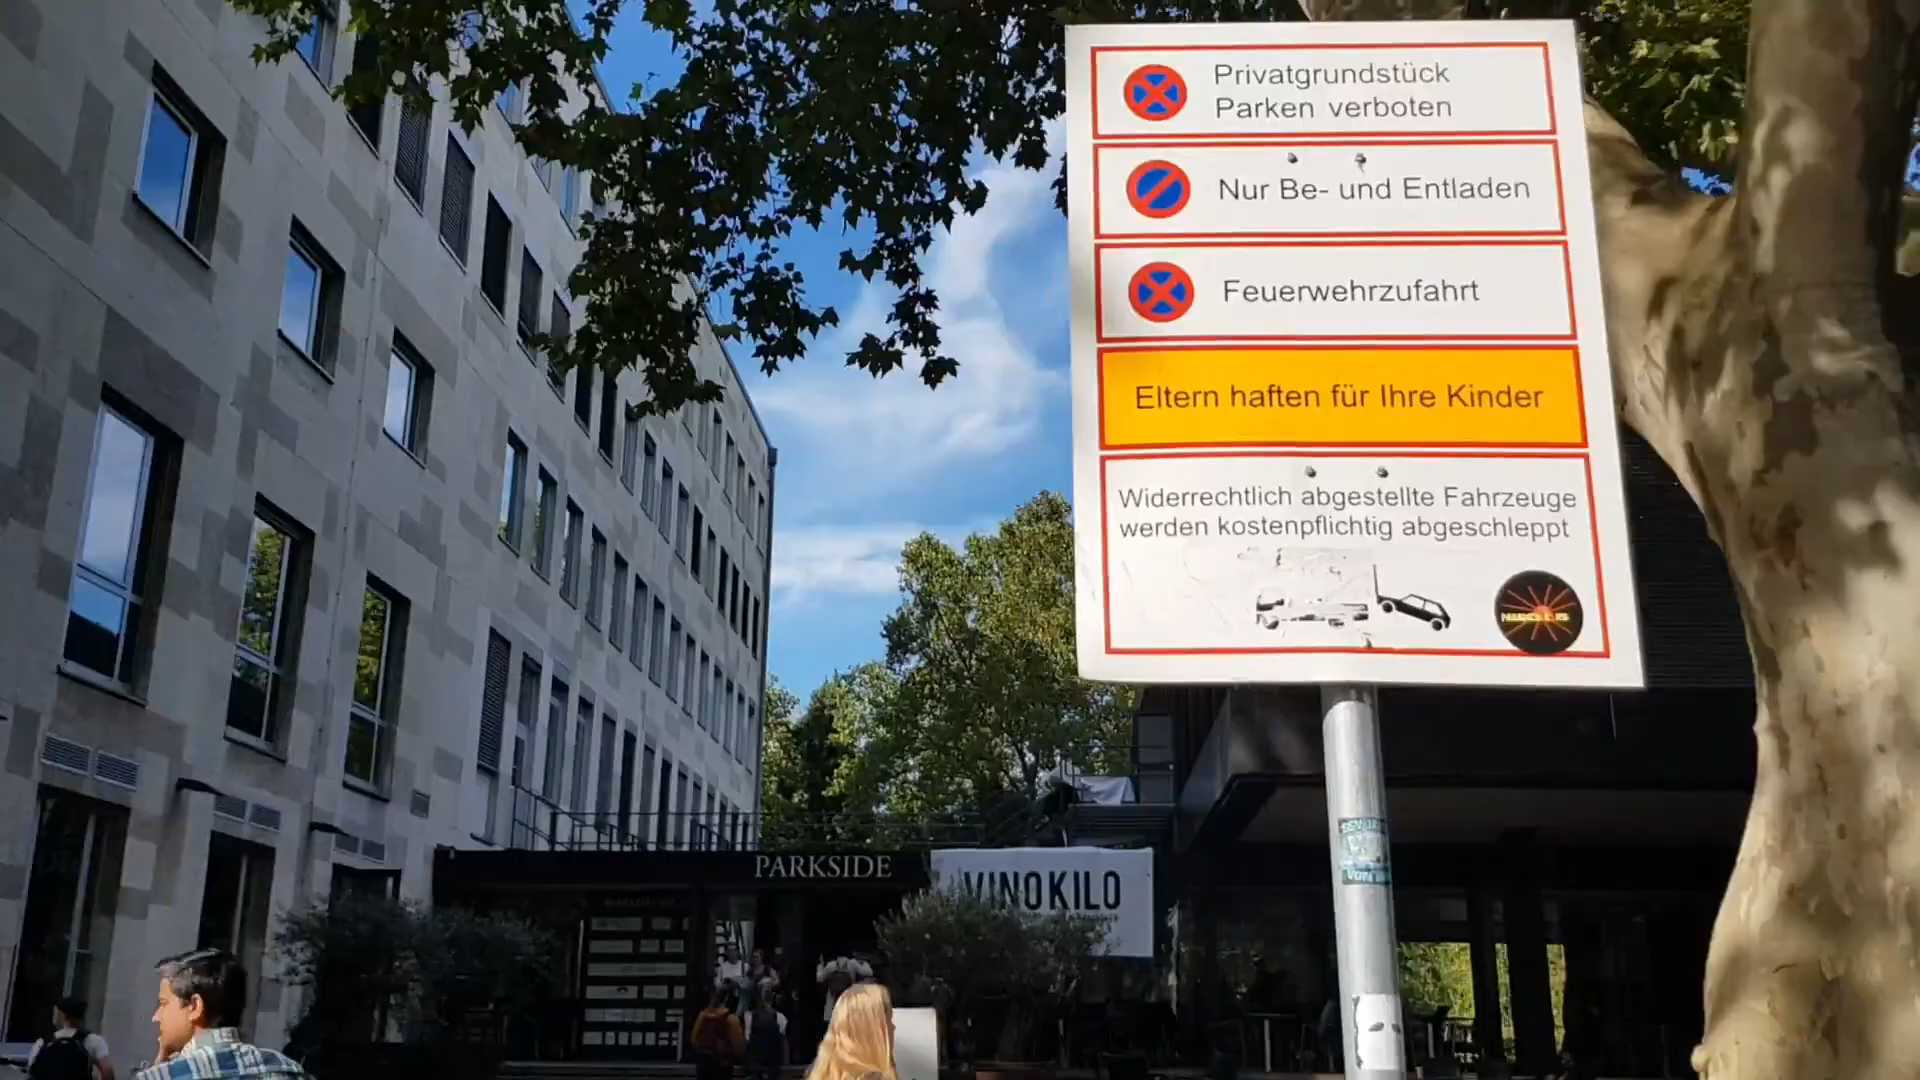 Privatgrundstück
Parken verboten
Nur Be- und Entladen
Feuerwehrzufahrt
Eltern haften für Ihre Kinder
Widerrechtlich abgestellte Fahrzeuge
werden kostenpflichtig abgeschleppt
PARKSIDE
VINOKILO